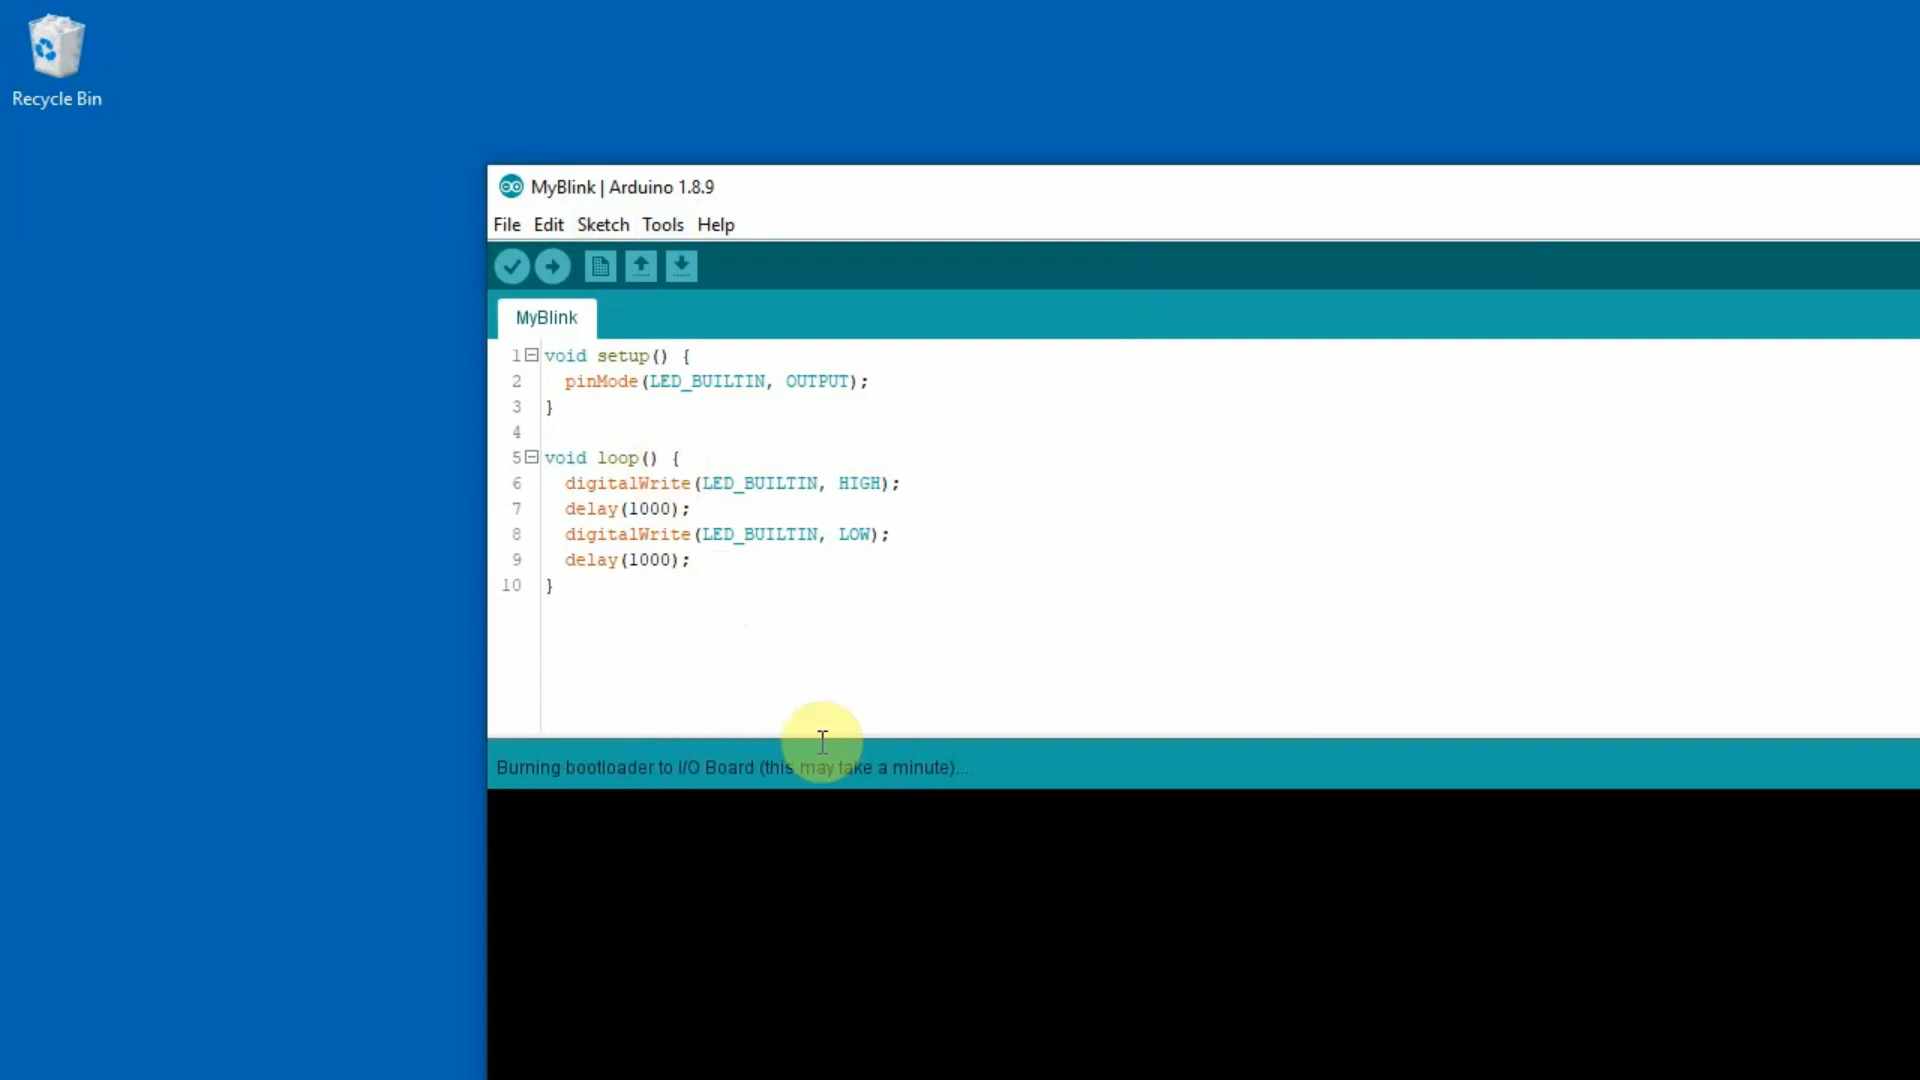 Recycle Bin
MyBlink | Arduino 1.8.9
File Edit Sketch Tools Help
MyBlink
1 void setup() {
2 pinMode(LED_BUILTIN, OUTPUT);
3 }
4
5 void loop() {
6 digitalWrite(LED_BUILTIN, HIGH);
7 delay(1000);
8 digitalWrite(LED_BUILTIN, LOW);
9 delay(1000);
10 }
Burning bootloader to I/O Board (this may take a minute)...